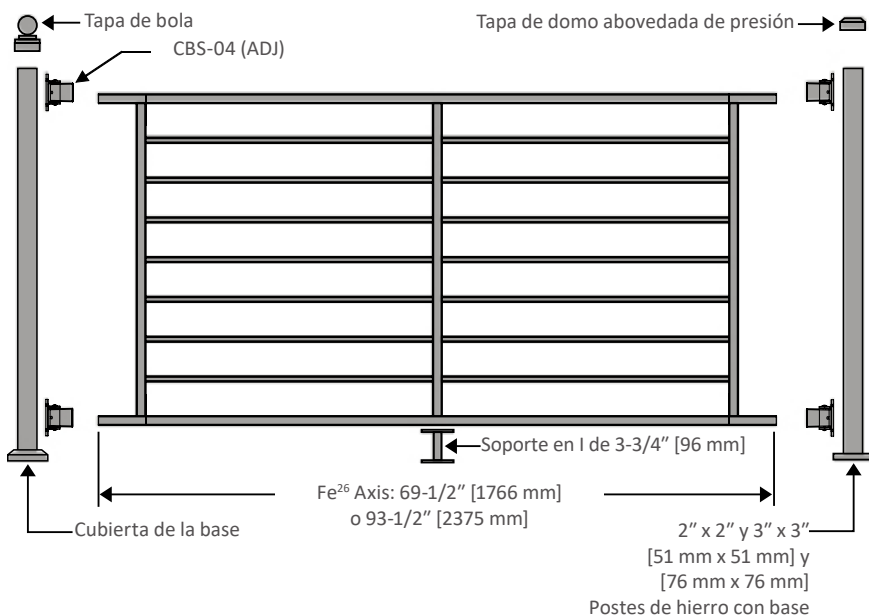 Tapa de bola
Tapa de domo abovedada de presión
CBS-04 (ADJ)
Soporte en I de 3-3/4″ [96 mm]
Fe²⁶ Axis: 69-1/2″ [1766 mm]
o 93-1/2″ [2375 mm]
Cubierta de la base
2″ x 2″ y 3″ x 3″
[51 mm x 51 mm] y
[76 mm x 76 mm]
Postes de hierro con base